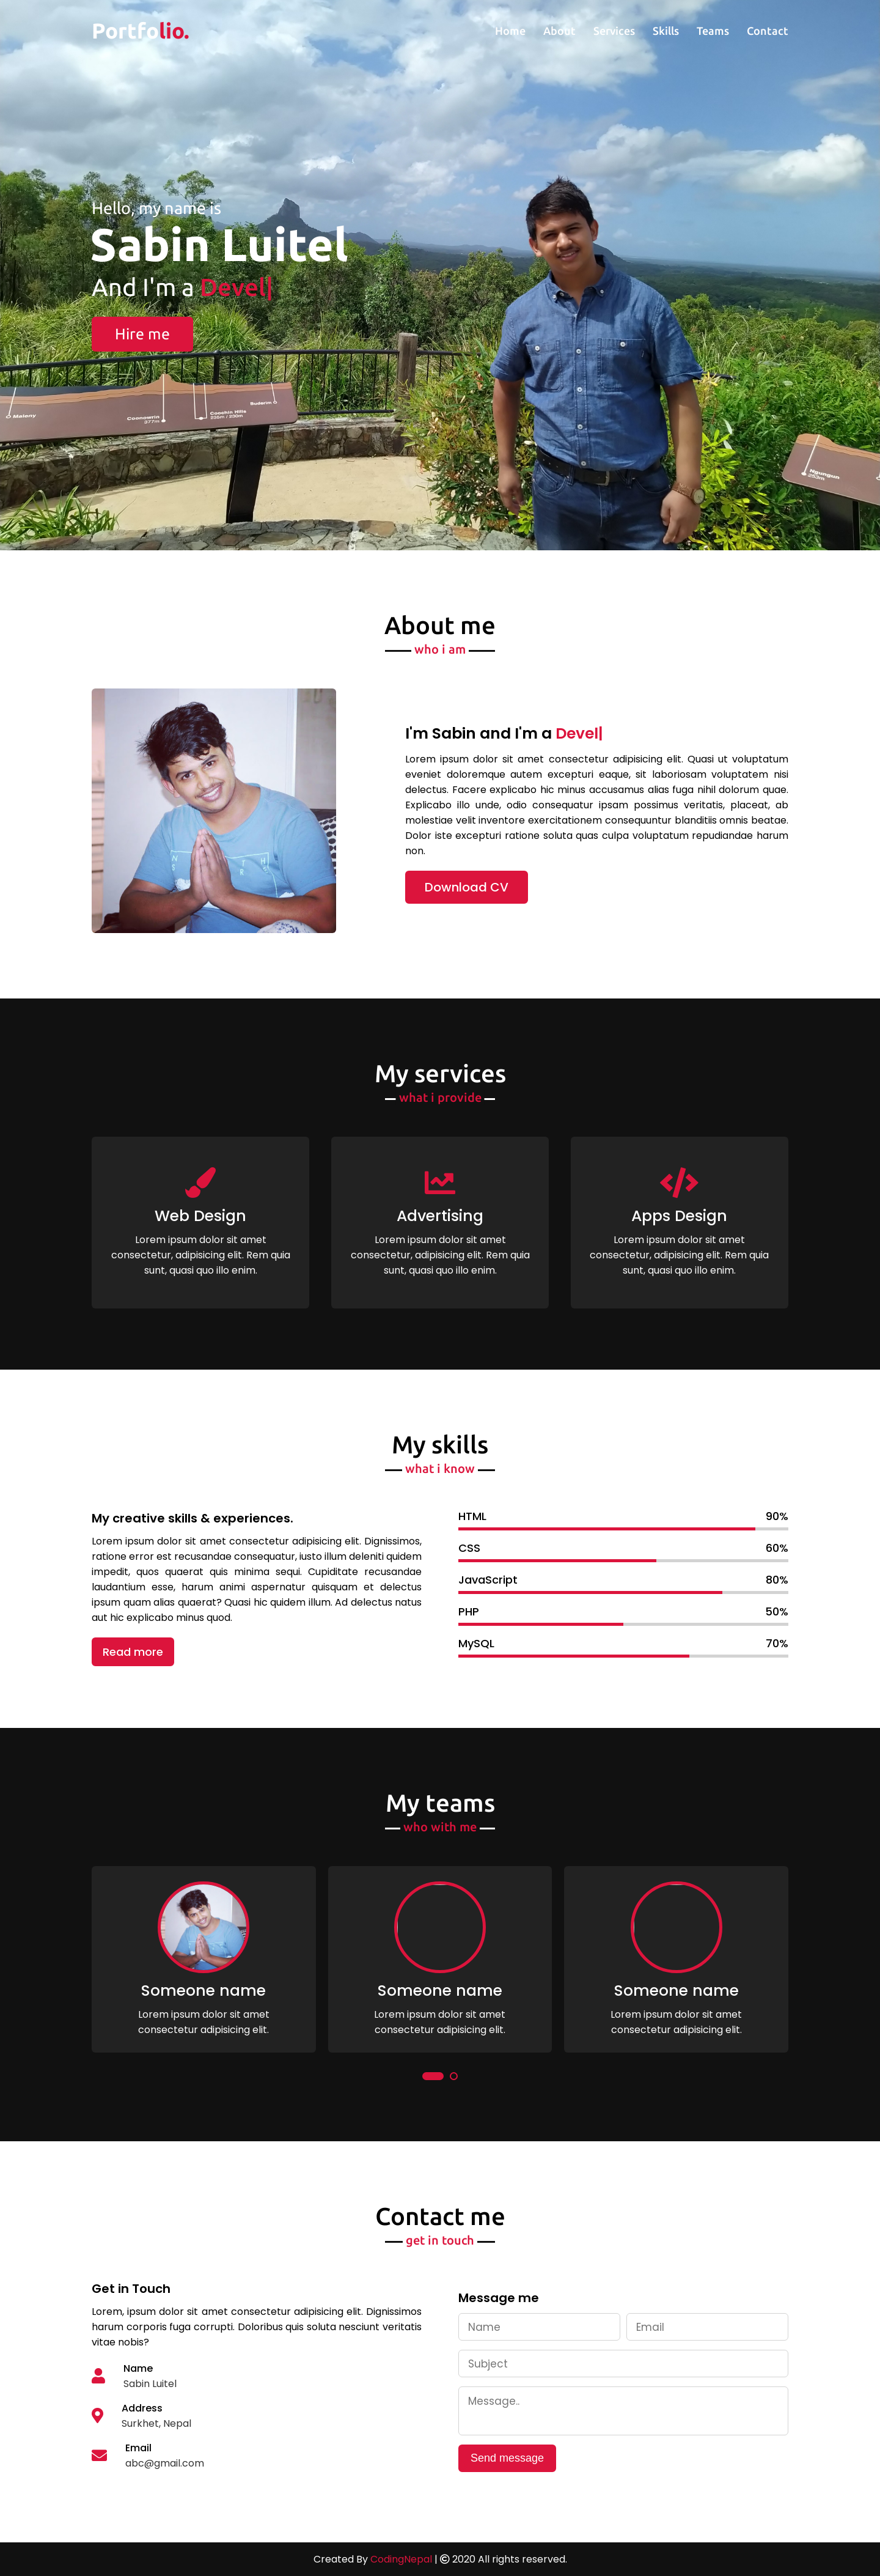 Portfolio.
Home About Services Skills Teams Contact
Hello, my name is
Sabin Luitel
And I'm a Devel|
Hire me
Maleny
Coonowrin
377m
Buderim
Ngungun
253m
About me
who i am
I'm Sabin and I'm a Devel|
Lorem ipsum dolor sit amet consectetur adipisicing elit. Quasi ut voluptatum
eveniet doloremque autem excepturi eaque, sit laboriosam voluptatem nisi
delectus. Facere explicabo hic minus accusamus alias fuga nihil dolorum quae.
Explicabo illo unde, odio consequatur ipsam possimus veritatis, placeat, ab
molestiae velit inventore exercitationem consequuntur blanditiis omnis beatae.
Dolor iste excepturi ratione soluta quas culpa voluptatum repudiandae harum
non.
Download CV
My services
what i provide
Web Design
Lorem ipsum dolor sit amet
consectetur, adipisicing elit. Rem quia
sunt, quasi quo illo enim.
Advertising
Lorem ipsum dolor sit amet
consectetur, adipisicing elit. Rem quia
sunt, quasi quo illo enim.
Apps Design
Lorem ipsum dolor sit amet
consectetur, adipisicing elit. Rem quia
sunt, quasi quo illo enim.
My skills
what i know
My creative skills & experiences.
Lorem ipsum dolor sit amet consectetur adipisicing elit. Dignissimos,
ratione error est recusandae consequatur, iusto illum deleniti quidem
impedit, quos quaerat quis minima sequi. Cupiditate recusandae
laudantium esse, harum animi aspernatur quisquam et delectus
ipsum quam alias quaerat? Quasi hic quidem illum. Ad delectus natus
aut hic explicabo minus quod.
Read more
HTML 90%
CSS 60%
JavaScript 80%
PHP 50%
MySQL 70%
My teams
who with me
Someone name
Lorem ipsum dolor sit amet
consectetur adipisicing elit.
Someone name
Lorem ipsum dolor sit amet
consectetur adipisicing elit.
Someone name
Lorem ipsum dolor sit amet
consectetur adipisicing elit.
Contact me
get in touch
Get in Touch
Lorem, ipsum dolor sit amet consectetur adipisicing elit. Dignissimos
harum corporis fuga corrupti. Doloribus quis soluta nesciunt veritatis
vitae nobis?
Name
Sabin Luitel
Address
Surkhet, Nepal
Email
abc@gmail.com
Message me
Name Email
Subject
Message..
Send message
Created By CodingNepal | © 2020 All rights reserved.